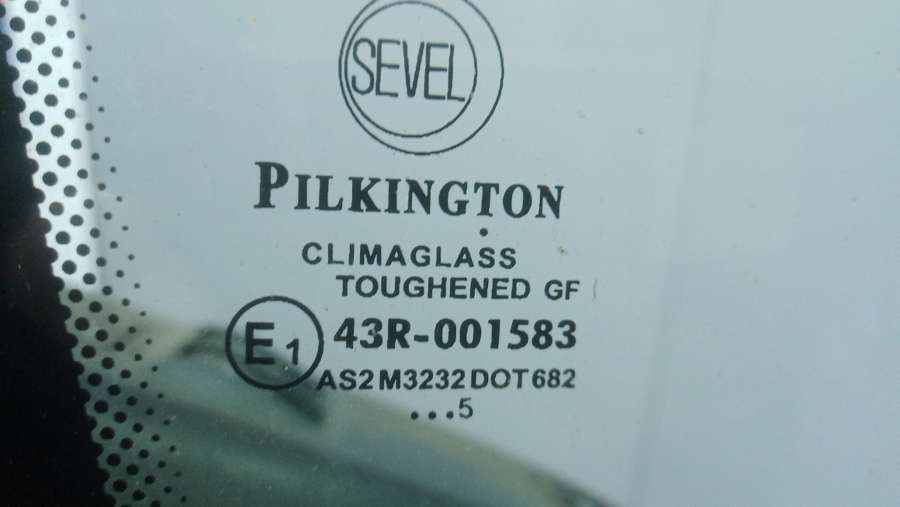 SEVEL
PILKINGTON
CLIMAGLASS
TOUGHENED GF
E1 43R-001583
AS2 M3232 DOT 682
...5